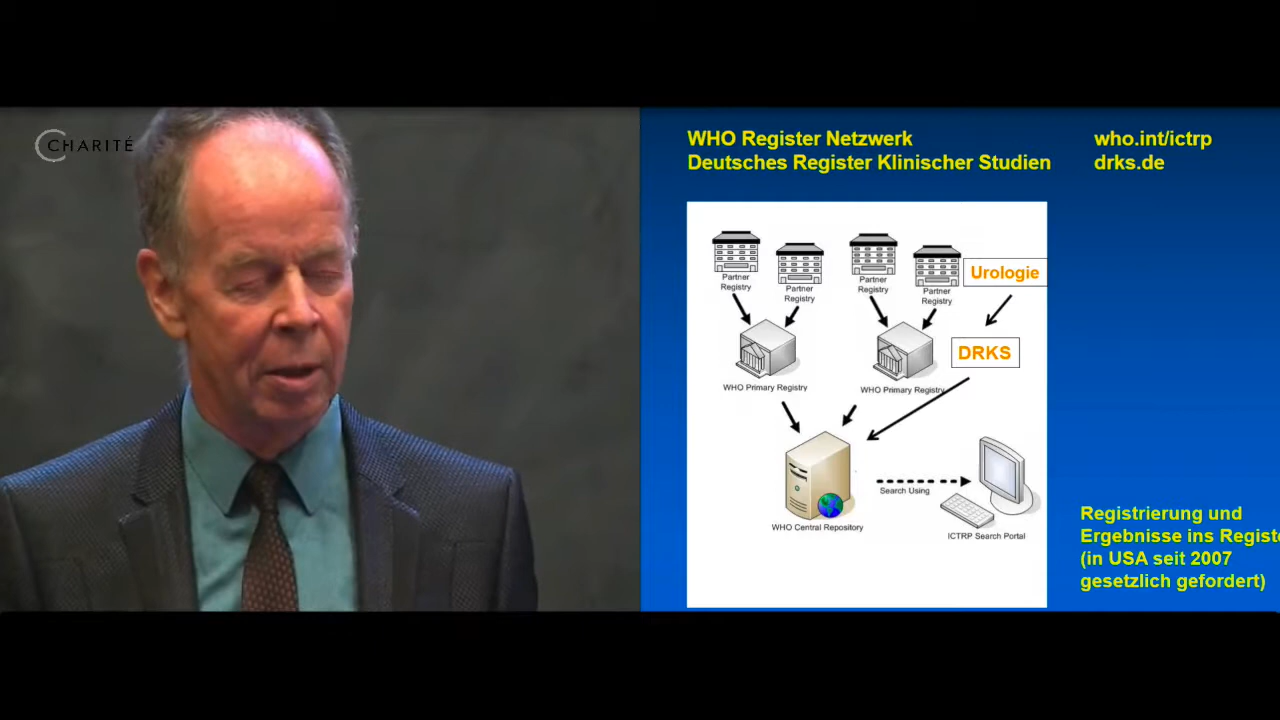 CHARITÉ
WHO Register Netzwerk
Deutsches Register Klinischer Studien
who.int/ictrp
drks.de
Partner
Registry
Partner
Registry
Partner
Registry
Partner
Registry
Urologie
DRKS
WHO Primary Registry
WHO Primary Registry
Search Using
WHO Central Repository
ICTRP Search Portal
Registrierung und
Ergebnisse ins Registe
(in USA seit 2007
gesetzlich gefordert)